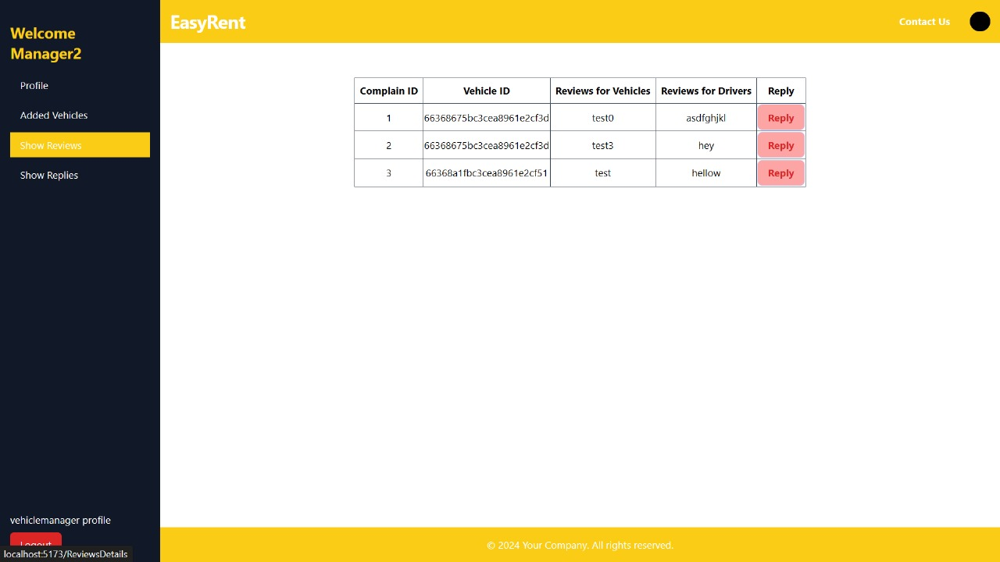 Welcome
Manager2
Profile
Added Vehicles
Show Reviews
Show Replies
vehiclemanager profile
Logout
localhost:5173/ReviewsDetails
EasyRent
Contact Us
Complain ID Vehicle ID Reviews for Vehicles Reviews for Drivers Reply
1 66368675bc3cea8961e2cf3d test0 asdfghjkl Reply
2 66368675bc3cea8961e2cf3d test3 hey Reply
3 66368a1fbc3cea8961e2cf51 test hellow Reply
© 2024 Your Company. All rights reserved.